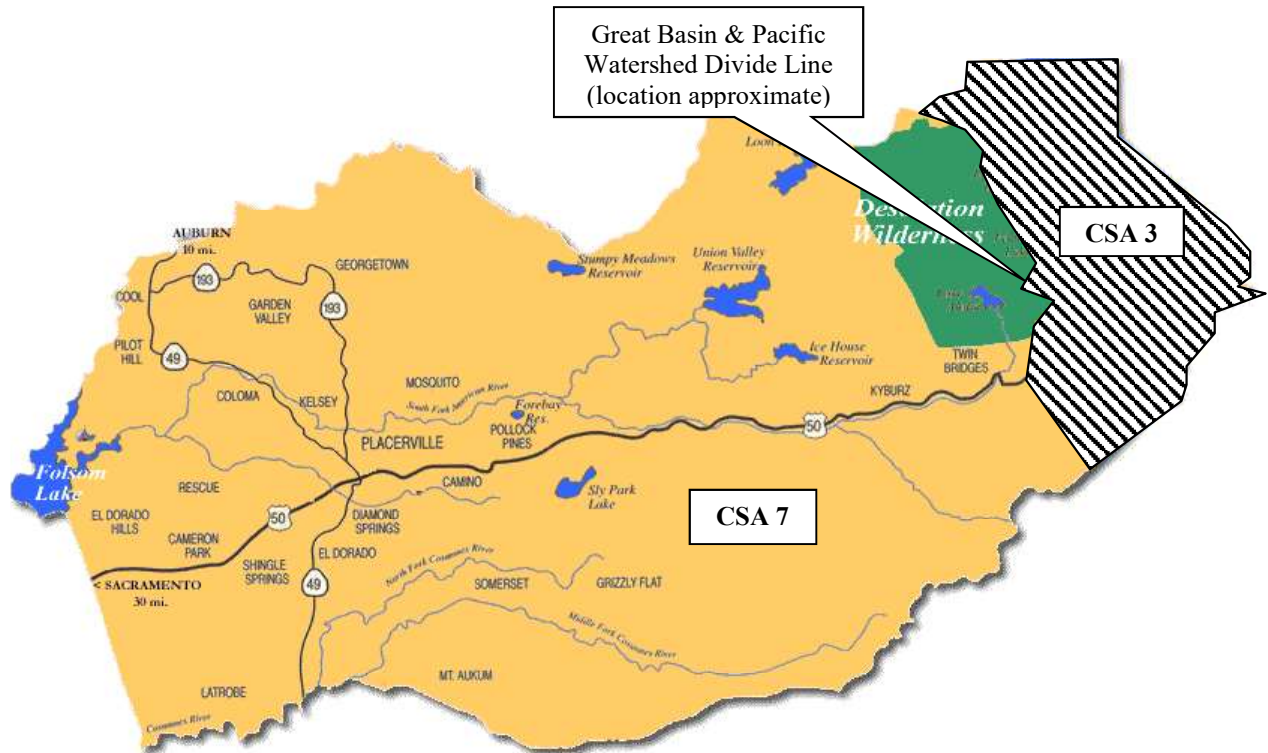 Great Basin & Pacific
Watershed Divide Line
(location approximate)
Loon
Desolation
Wilderness
CSA 3
AUBURN
10 mi.
193
GEORGETOWN
Stumpy Meadows
Reservoir
Union Valley
Reservoir
COOL
GARDEN
VALLEY
193
PILOT
HILL
49
Ice House
Reservoir
TWIN
BRIDGES
MOSQUITO
KYBURZ
COLOMA
KELSEY
South Fork American River
Forebay
Res.
PLACERVILLE
POLLOCK
PINES
50
Folsom
Lake
RESCUE
CAMINO
Sly Park
Lake
EL DORADO
HILLS
50
DIAMOND
SPRINGS
CSA 7
CAMERON
PARK
EL DORADO
SHINGLE
SPRINGS
North Fork Cosumnes River
< SACRAMENTO
30 mi.
49
SOMERSET
GRIZZLY FLAT
Middle Fork Cosumnes River
MT. AUKUM
LATROBE
Cosumnes River